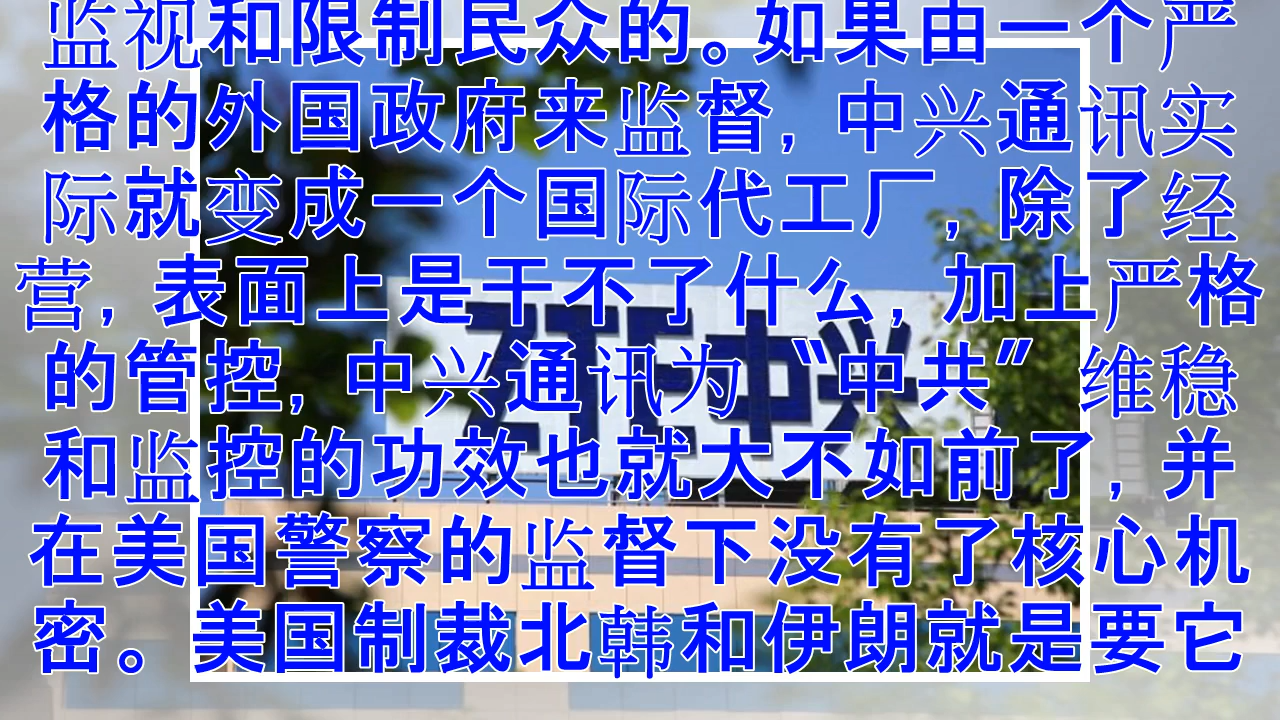 监视和限制民众的。如果由一个严
格的外国政府来监督，中兴通讯实
际就变成一个国际代工厂，除了经
营，表面上是干不了什么，加上严格
的管控，中兴通讯为“中共”维稳
和监控的功效也就大不如前了，并
在美国警察的监督下没有了核心机
密。美国制裁北韩和伊朗就是要它
ZTE中兴